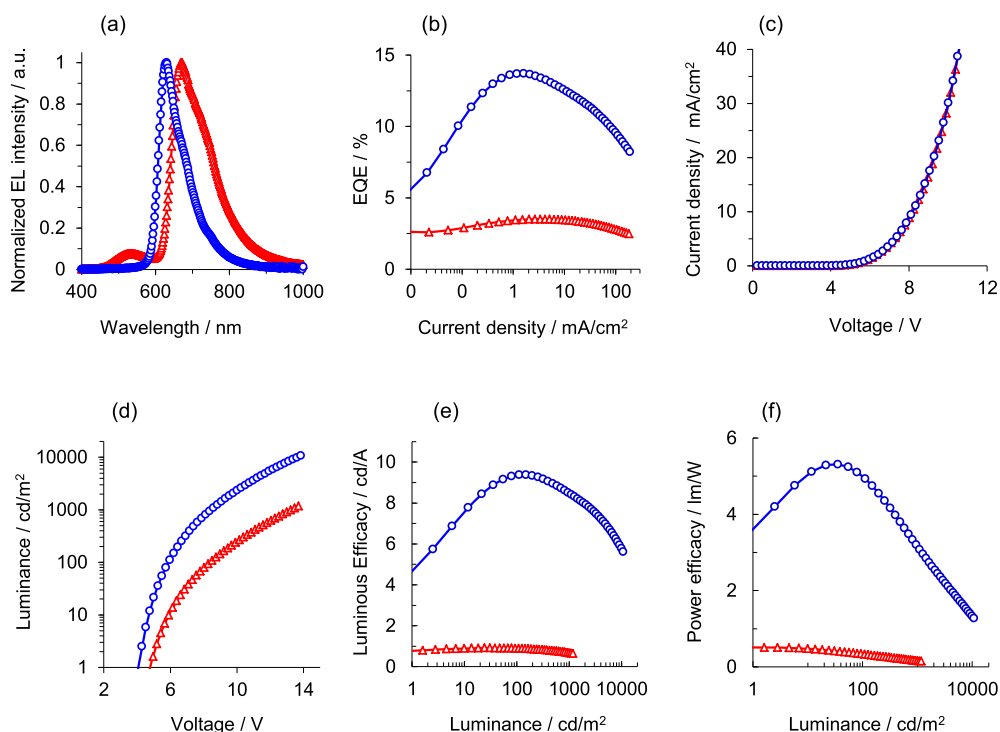 (a)
Normalized EL intensity / a.u.
1
0.8
0.6
0.4
0.2
0
400 600 800 1000
Wavelength / nm
(b)
EQE / %
15
10
5
0
0 0 1 10 100
Current density / mA/cm²
(c)
Current density / mA/cm²
40
30
20
10
0
0 4 8 12
Voltage / V
(d)
Luminance / cd/m²
10000
1000
100
10
1
2 6 10 14
Voltage / V
(e)
Luminous Efficacy / cd/A
10
8
6
4
2
0
1 10 100 1000 10000
Luminance / cd/m²
(f)
Power efficacy / lm/W
6
4
2
0
1 100 10000
Luminance / cd/m²